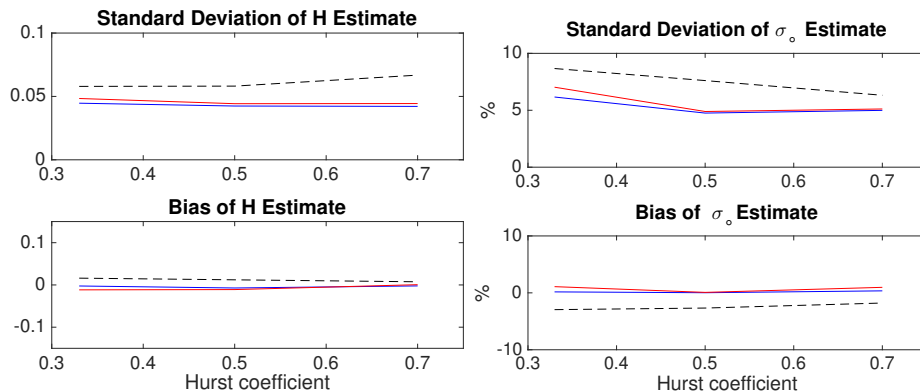 Standard Deviation of H Estimate
0.1
0.05
0
0.3 0.4 0.5 0.6 0.7
Standard Deviation of σ₀ Estimate
10
5
0
%
0.3 0.4 0.5 0.6 0.7
Bias of H Estimate
0.1
0
-0.1
0.3 0.4 0.5 0.6 0.7
Hurst coefficient
Bias of σ₀ Estimate
10
0
-10
%
0.3 0.4 0.5 0.6 0.7
Hurst coefficient